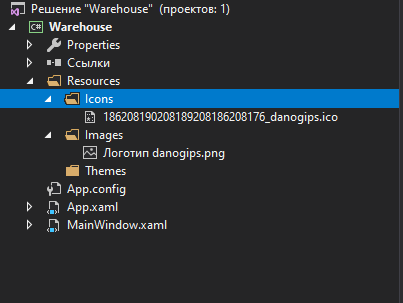 Решение "Warehouse" (проектов: 1)
C# Warehouse
Properties
Ссылки
Resources
Icons
186208190208189208186208176_danogips.ico
Images
Логотип danogips.png
Themes
App.config
App.xaml
MainWindow.xaml